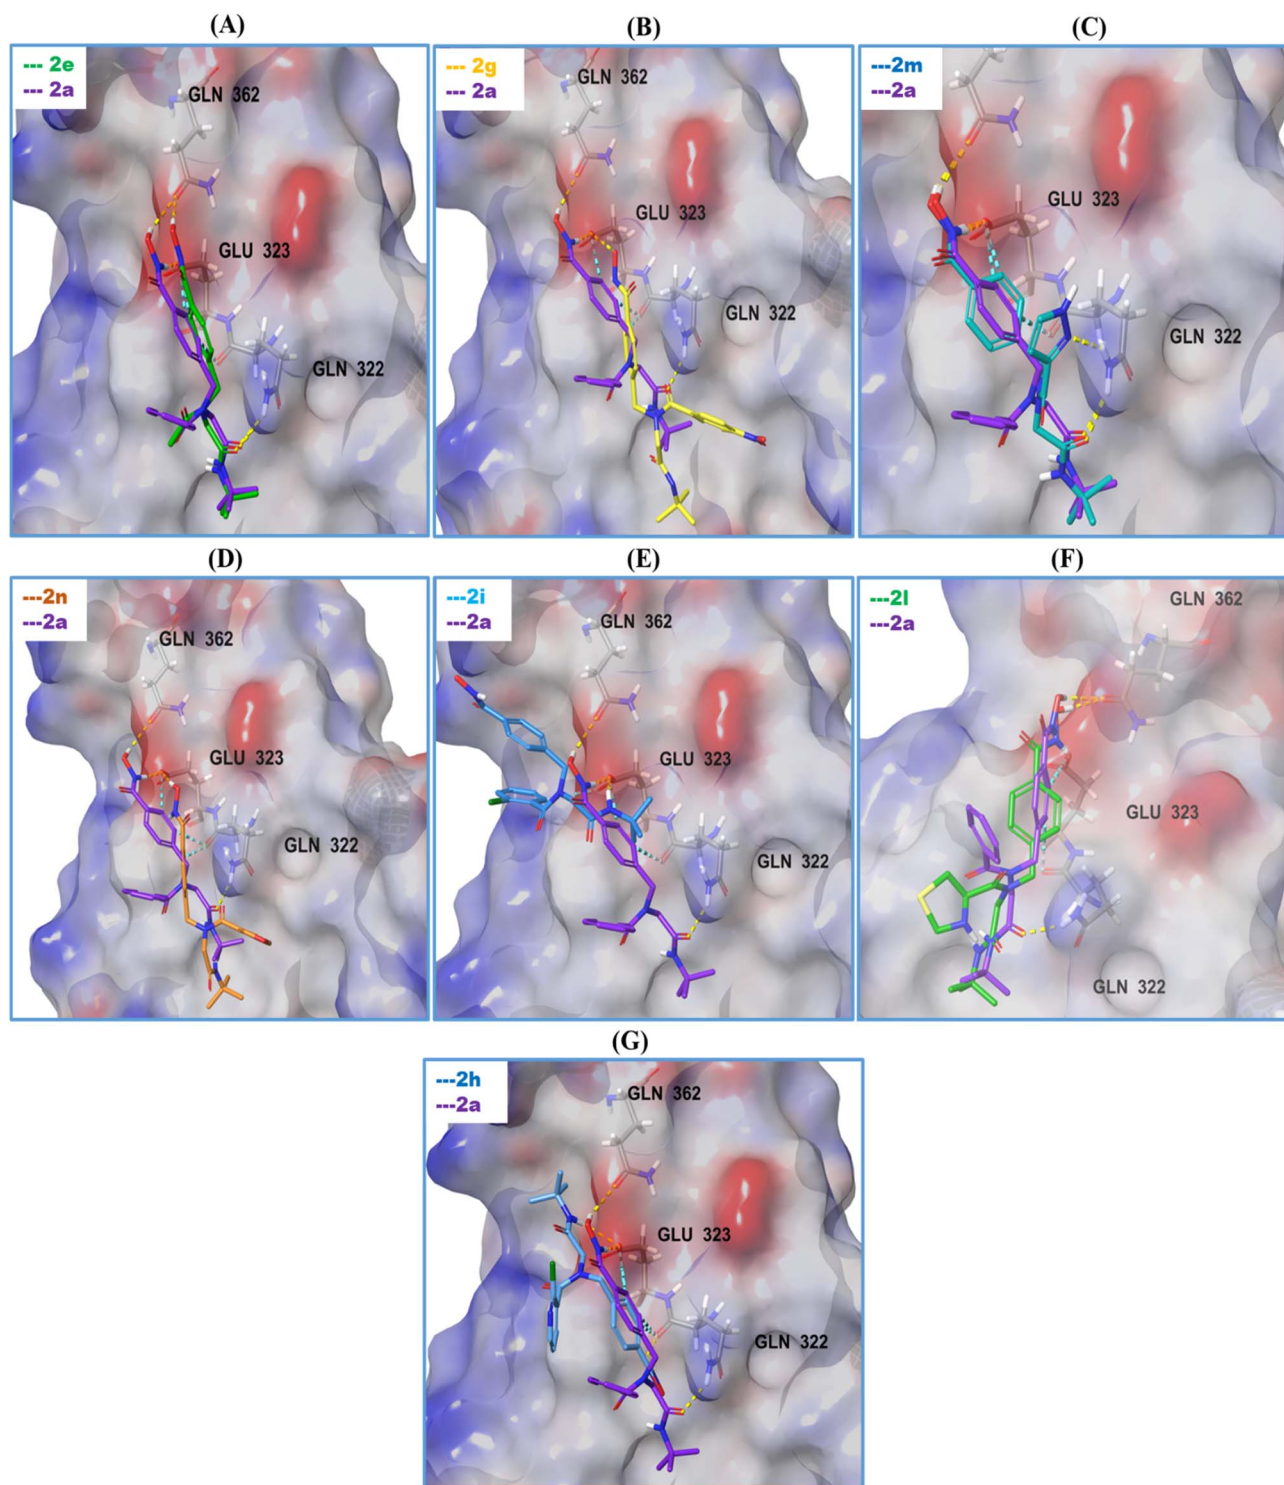 (A)
--- 2e
--- 2a
GLN 362
GLU 323
GLN 322
(B)
--- 2g
--- 2a
GLN 362
GLU 323
GLN 322
(C)
---2m
---2a
GLU 323
GLN 322
(D)
---2n
---2a
GLN 362
GLU 323
GLN 322
(E)
---2i
---2a
GLN 362
GLU 323
GLN 322
(F)
---2l
---2a
GLN 362
GLU 323
GLN 322
(G)
---2h
---2a
GLN 362
GLU 323
GLN 322